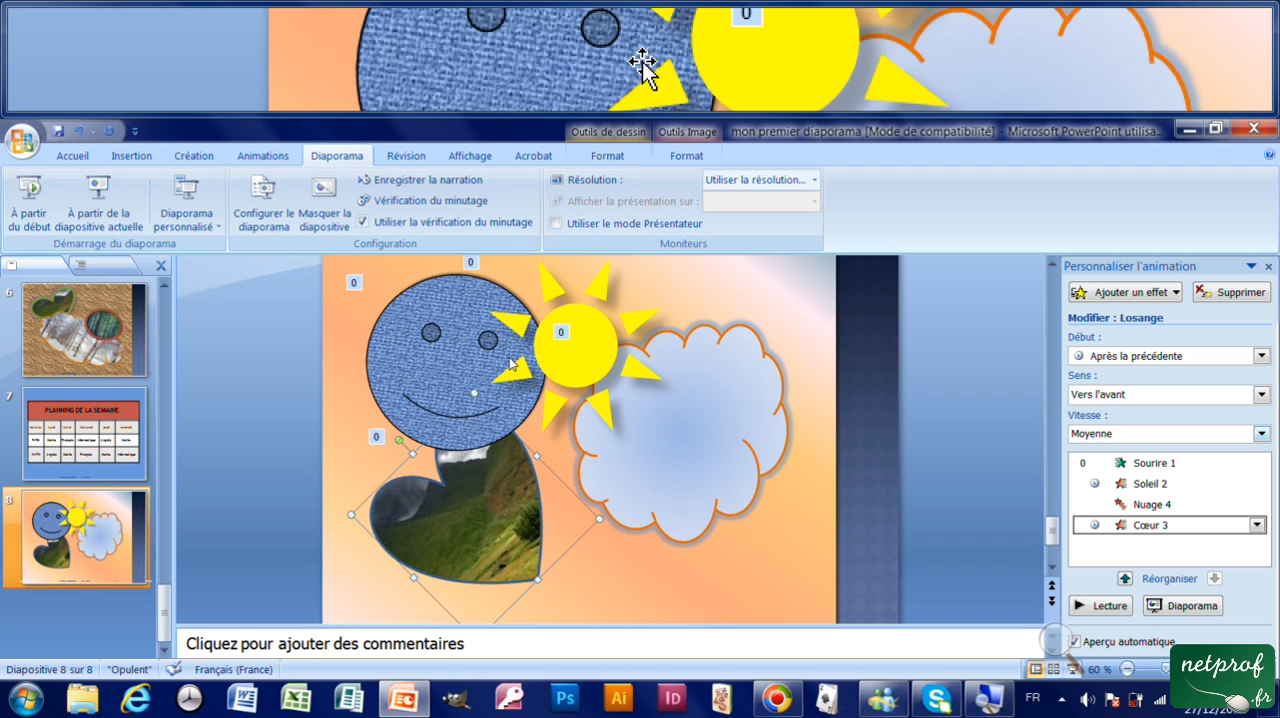 0
Outils de dessin
Outils Image
mon premier diaporama [Mode de compatibilité] - Microsoft PowerPoint utilisa...
Accueil Insertion Création Animations Diaporama Révision Affichage Acrobat Format Format
À partir du début
À partir de la diapositive actuelle
Diaporama personnalisé
Démarrage du diaporama
Configurer le diaporama
Masquer la diapositive
Enregistrer la narration
Vérification du minutage
Utiliser la vérification du minutage
Configuration
Résolution :
Utiliser la résolution...
Afficher la présentation sur :
Utiliser le mode Présentateur
Moniteurs
6
7
PLANNING DE LA SEMAINE
8
0
0
0
0
Personnaliser l'animation
Ajouter un effet
Supprimer
Modifier : Losange
Début :
Après la précédente
Sens :
Vers l'avant
Vitesse :
Moyenne
0 Sourire 1
Soleil 2
Nuage 4
Cœur 3
Réorganiser
Lecture
Diaporama
Aperçu automatique
Cliquez pour ajouter des commentaires
Diapositive 8 sur 8
"Opulent"
Français (France)
60 %
W
X
P
Ps
Ai
Id
S
FR
netprof
.fr